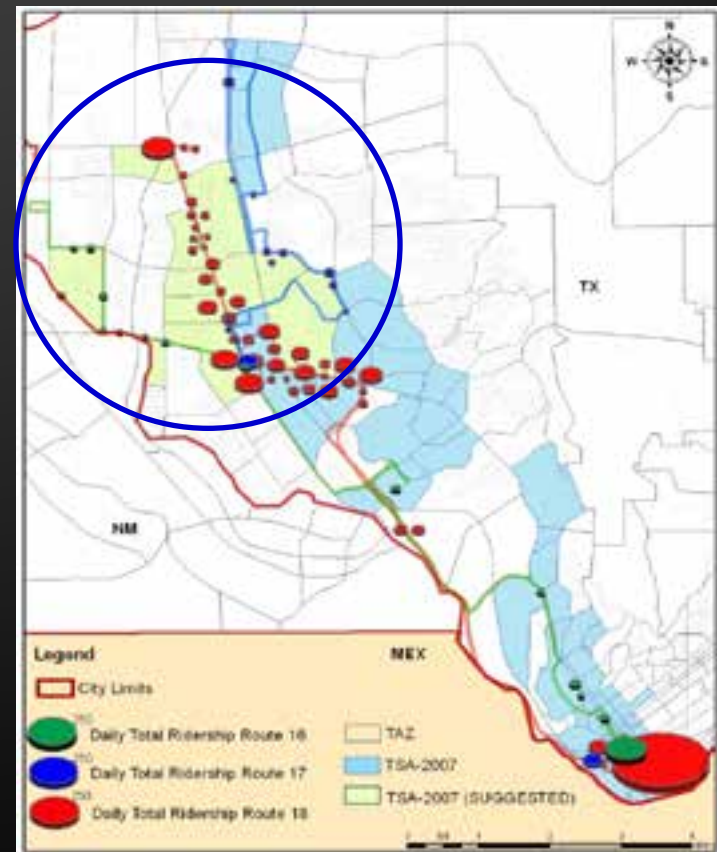 N
W
S
TX
NM
Legend
MEX
City Limits
Daily Total Ridership Route 16
Daily Total Ridership Route 17
Daily Total Ridership Route 18
TAZ
TSA-2007
TSA-2007 (SUGGESTED)